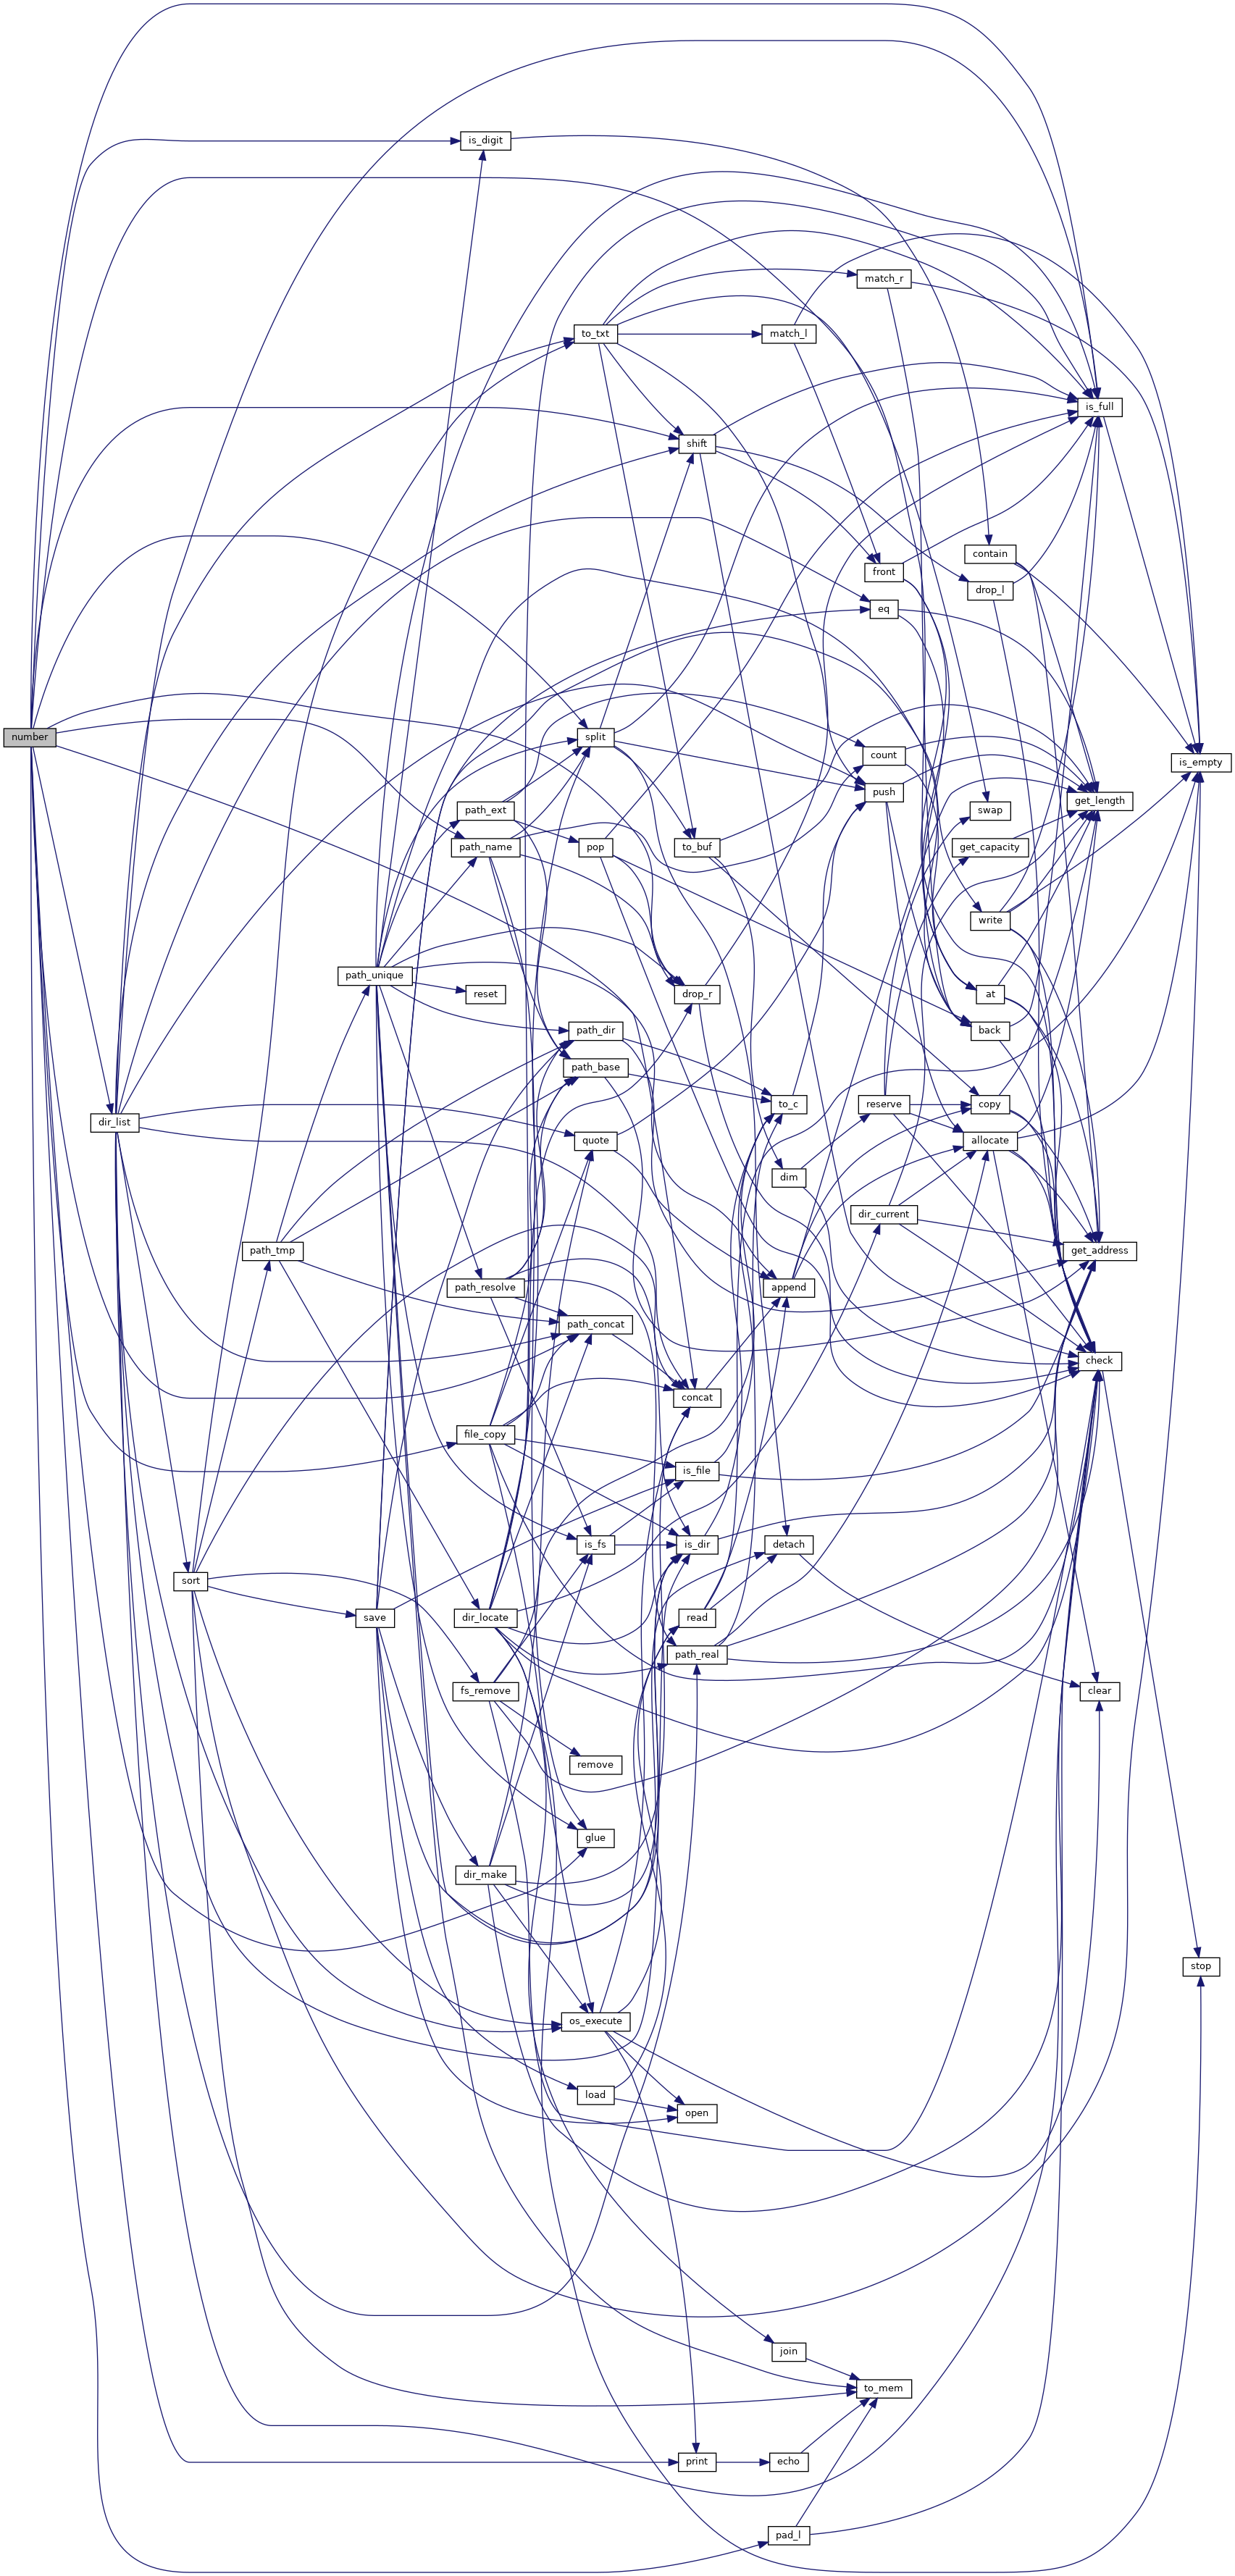 is_digit
match_r
to_txt
match_l
is_full
shift
contain
front
drop_l
eq
number
split
count
is_empty
push
get_length
path_ext
swap
path_name
pop
to_buf
get_capacity
write
path_unique
reset
drop_r
at
path_dir
back
path_base
to_c
reserve
copy
dir_list
quote
allocate
dim
dir_current
path_tmp
get_address
path_resolve
append
path_concat
check
concat
file_copy
is_file
is_fs
is_dir
detach
sort
save
dir_locate
read
path_real
fs_remove
clear
remove
glue
dir_make
stop
os_execute
load
open
join
to_mem
print
echo
pad_l